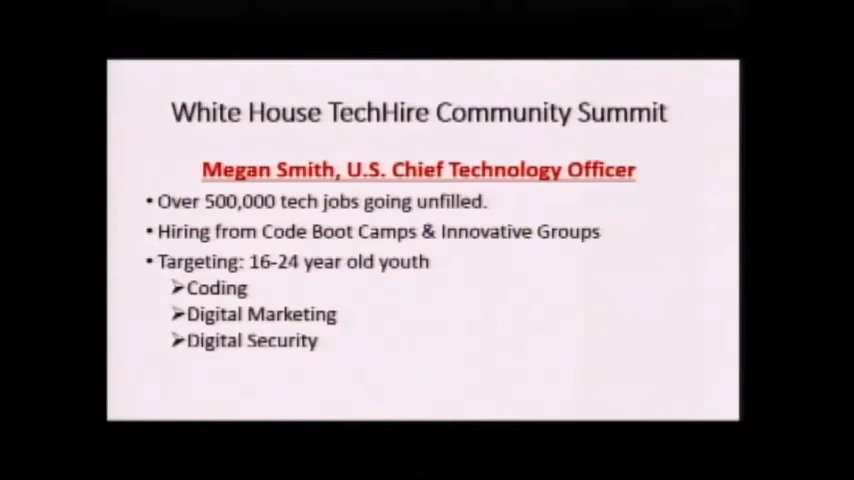 White House TechHire Community Summit
Megan Smith, U.S. Chief Technology Officer
• Over 500,000 tech jobs going unfilled.
• Hiring from Code Boot Camps & Innovative Groups
• Targeting: 16-24 year old youth
➢Coding
➢Digital Marketing
➢Digital Security